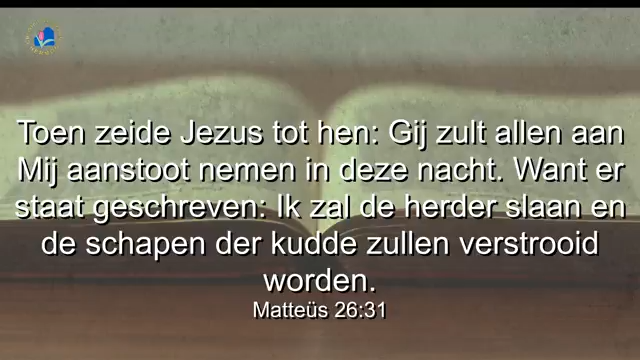 Toen zeide Jezus tot hen: Gij zult allen aan
Mij aanstoot nemen in deze nacht. Want er
staat geschreven: Ik zal de herder slaan en
de schapen der kudde zullen verstrooid
worden.
Matteüs 26:31